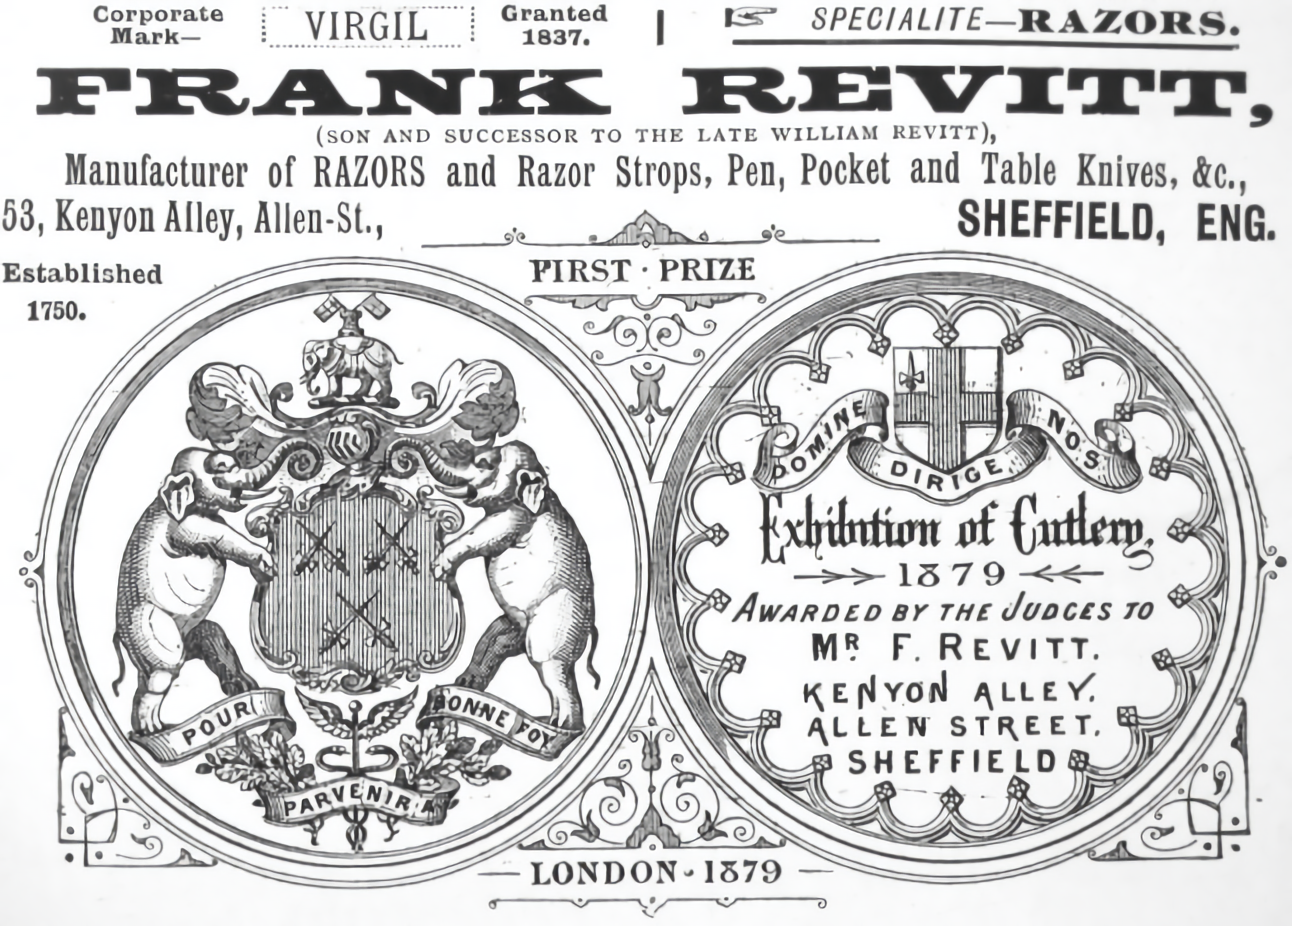 Corporate Mark—
VIRGIL
Granted 1837.
SPECIALITE—RAZORS.
FRANK REVITT,
(SON AND SUCCESSOR TO THE LATE WILLIAM REVITT),
Manufacturer of RAZORS and Razor Strops, Pen, Pocket and Table Knives, &c.,
53, Kenyon Alley, Allen-St.,
SHEFFIELD, ENG.
Established
1750.
FIRST · PRIZE
POUR
PARVENIR A
BONNE FOY
DOMINE DIRIGE NOS
Exhibition of Cutlery,
1879
AWARDED BY THE JUDGES TO
MR. F. REVITT.
KENYON ALLEY.
ALLEN STREET.
SHEFFIELD
LONDON - 1879